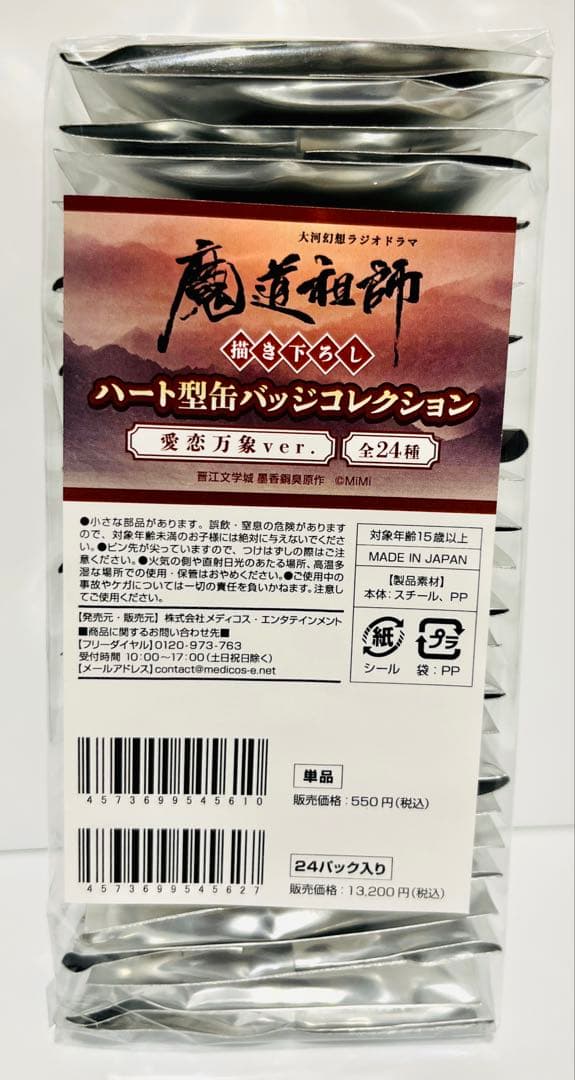 大河幻想ラジオドラマ
魔道祖師
描き下ろし
ハート型缶バッジコレクション
愛恋万象ver. 全24種
晋江文学城 墨香銅臭原作 ©MiMi
●小さな部品があります。誤飲・窒息の危険があります
ので、対象年齢未満のお子様には絶対に与えないでくださ
い。●ピン先が尖っていますので、つけはずしの際はご注
意ください。●火気の側や直射日光のあたる場所、高温多
湿な場所での使用・保管はおやめください。●ご使用中の
事故やケガについては一切の責任を負いかねます。注意し
てご使用ください。
【発売元・販売元】株式会社メディコス・エンタテインメント
■商品に関するお問い合わせ先■
【フリーダイヤル】0120-973-763
受付時間 10:00〜17:00(土日祝日除く)
【メールアドレス】contact@medicos-e.net
対象年齢15歳以上
MADE IN JAPAN
【製品素材】
本体:スチール、PP
紙 プラ
シール 袋:PP
4573699545610
単品
販売価格:550円(税込)
4573699545627
24パック入り
販売価格:13,200円(税込)